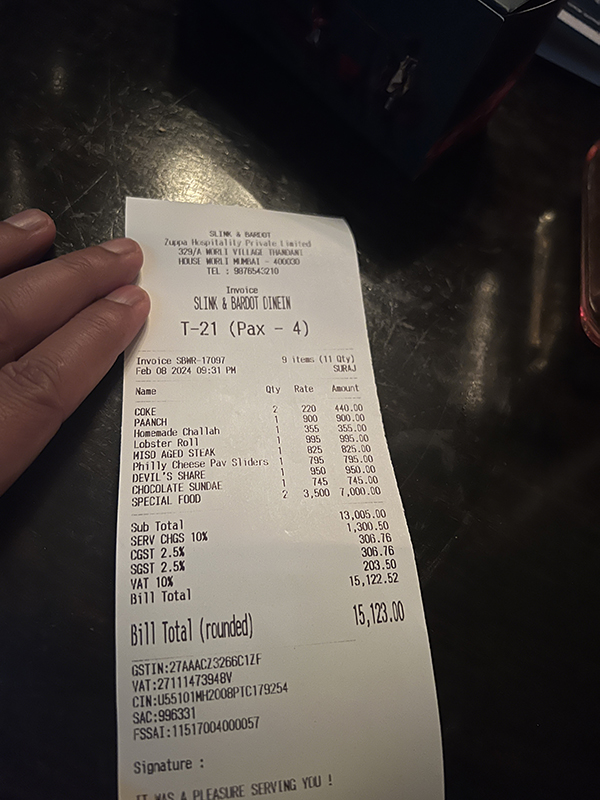 SLINK & BARDOT
Zuppa Hospitality Private Limited
329/A WORLI VILLAGE THANDANI
HOUSE WORLI MUMBAI - 400030
TEL : 9876543210
Invoice
SLINK & BARDOT DINEIN
T-21 (Pax - 4)
Invoice SBWR-17097 9 items (11 Qty)
Feb 08 2024 09:31 PM SURAJ
Name Qty Rate Amount
COKE 2 220 440.00
PAANCH 1 900 900.00
Homemade Challah 1 355 355.00
Lobster Roll 1 995 995.00
MISO AGED STEAK 1 825 825.00
Philly Cheese Pav Sliders 1 795 795.00
DEVIL'S SHARE 1 950 950.00
CHOCOLATE SUNDAE 1 745 745.00
SPECIAL FOOD 2 3,500 7,000.00
Sub Total 13,005.00
SERV CHGS 10% 1,300.50
CGST 2.5% 306.76
SGST 2.5% 306.76
VAT 10% 203.50
Bill Total 15,122.52
Bill Total (rounded) 15,123.00
GSTIN:27AAACZ3266C1ZF
VAT:27111473948V
CIN:U55101MH2008PTC179254
SAC:996331
FSSAI:11517004000057
Signature :
IT WAS A PLEASURE SERVING YOU !